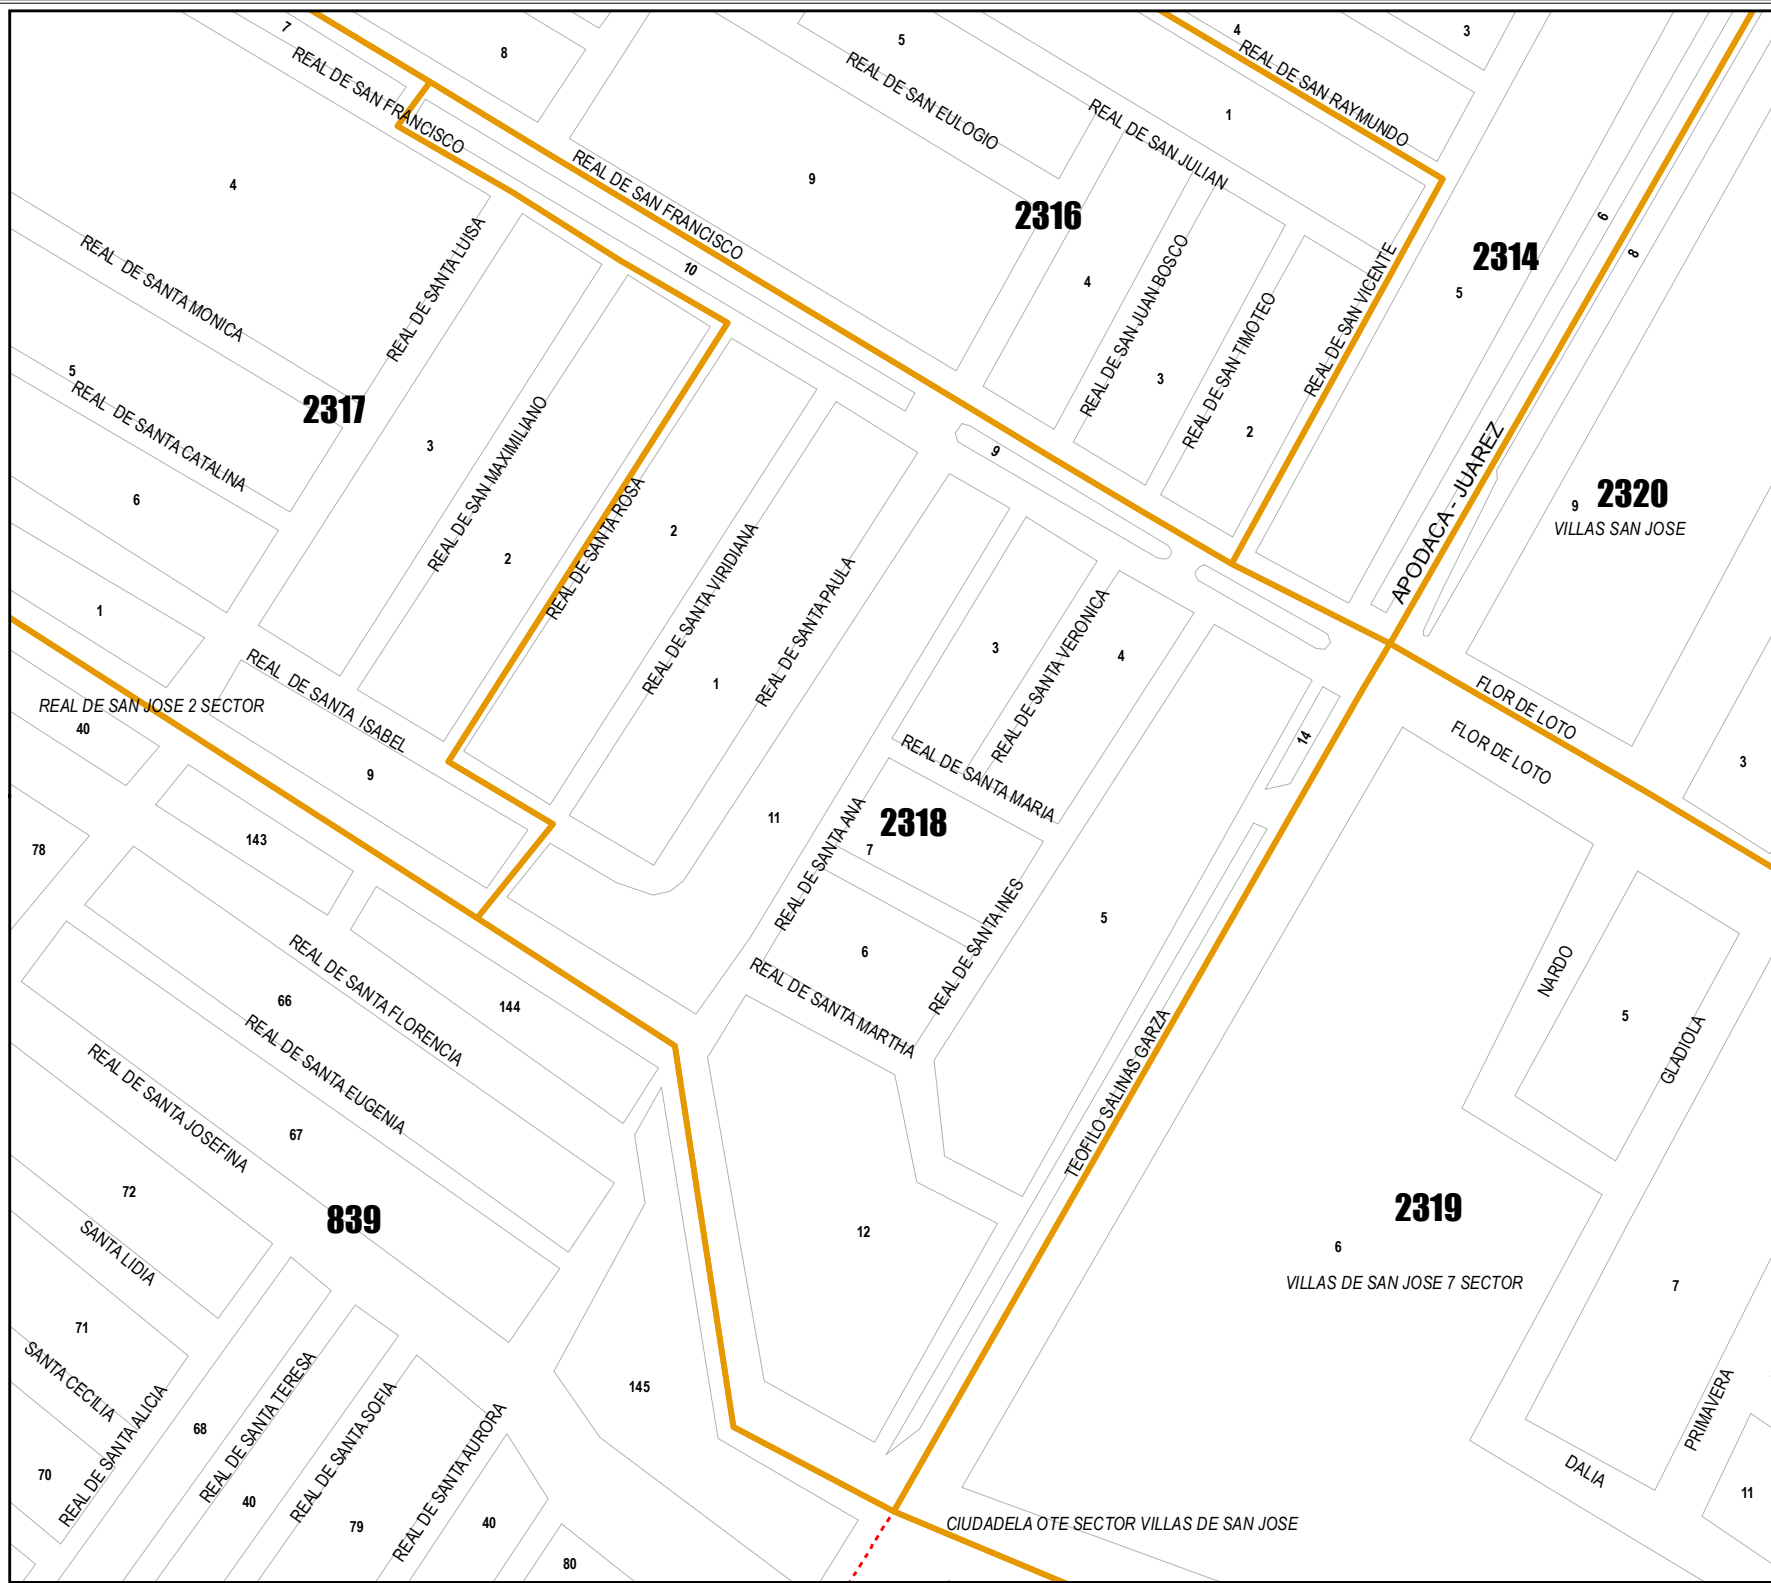 7
8
5
4
3
REAL DE SAN FRANCISCO
REAL DE SAN EULOGIO
REAL DE SAN RAYMUNDO
REAL DE SAN JULIAN
1
4
REAL DE SAN FRANCISCO
9
2316
2314
6
8
5
REAL DE SANTA MONICA
REAL DE SANTA LUISA
10
4
REAL DE SAN JUAN BOSCO
REAL DE SAN TIMOTEO
REAL DE SAN VICENTE
5
REAL DE SANTA CATALINA
2317
3
REAL DE SAN MAXIMILIANO
3
2
9
6
REAL DE SANTA ROSA
2
2
REAL DE SANTA VIRIDIANA
REAL DE SANTA PAULA
APODACA - JUAREZ
9
2320
VILLAS SAN JOSE
1
REAL DE SANTA ISABEL
1
3
REAL DE SANTA VERONICA
4
REAL DE SAN JOSE 2 SECTOR
40
9
FLOR DE LOTO
FLOR DE LOTO
14
3
REAL DE SANTA MARIA
78
143
11
REAL DE SANTA ANA
2318
7
REAL DE SANTA INES
5
6
REAL DE SANTA MARTHA
REAL DE SANTA FLORENCIA
66
144
REAL DE SANTA EUGENIA
NARDO
5
GLADIOLA
REAL DE SANTA JOSEFINA
67
TEOFILO SALINAS GARZA
72
839
SANTA LIDIA
12
2319
6
VILLAS DE SAN JOSE 7 SECTOR
7
71
SANTA CECILIA
REAL DE SANTA ALICIA
68
REAL DE SANTA TERESA
REAL DE SANTA SOFIA
REAL DE SANTA AURORA
145
PRIMAVERA
DALIA
70
40
79
40
80
11
CIUDADELA OTE SECTOR VILLAS DE SAN JOSE